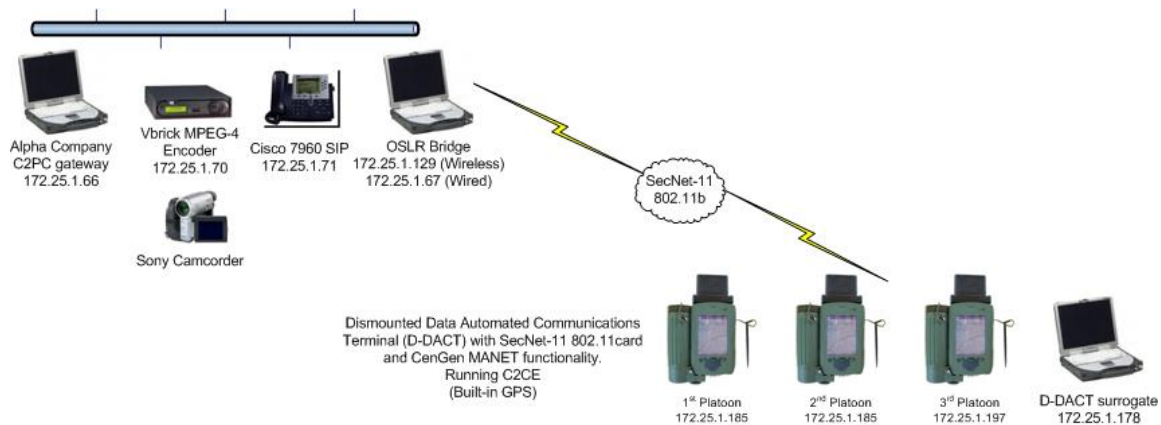 Alpha Company
C2PC gateway
172.25.1.66
Vbrick MPEG-4
Encoder
172.25.1.70
Cisco 7960 SIP
172.25.1.71
OSLR Bridge
172.25.1.129 (Wireless)
172.25.1.67 (Wired)
Sony Camcorder
SecNet-11
802.11b
Dismounted Data Automated Communications
Terminal (D-DACT) with SecNet-11 802.11card
and CenGen MANET functionality.
Running C2CE
(Built-in GPS)
1st Platoon
172.25.1.185
2nd Platoon
172.25.1.185
3rd Platoon
172.25.1.197
D-DACT surrogate
172.25.1.178